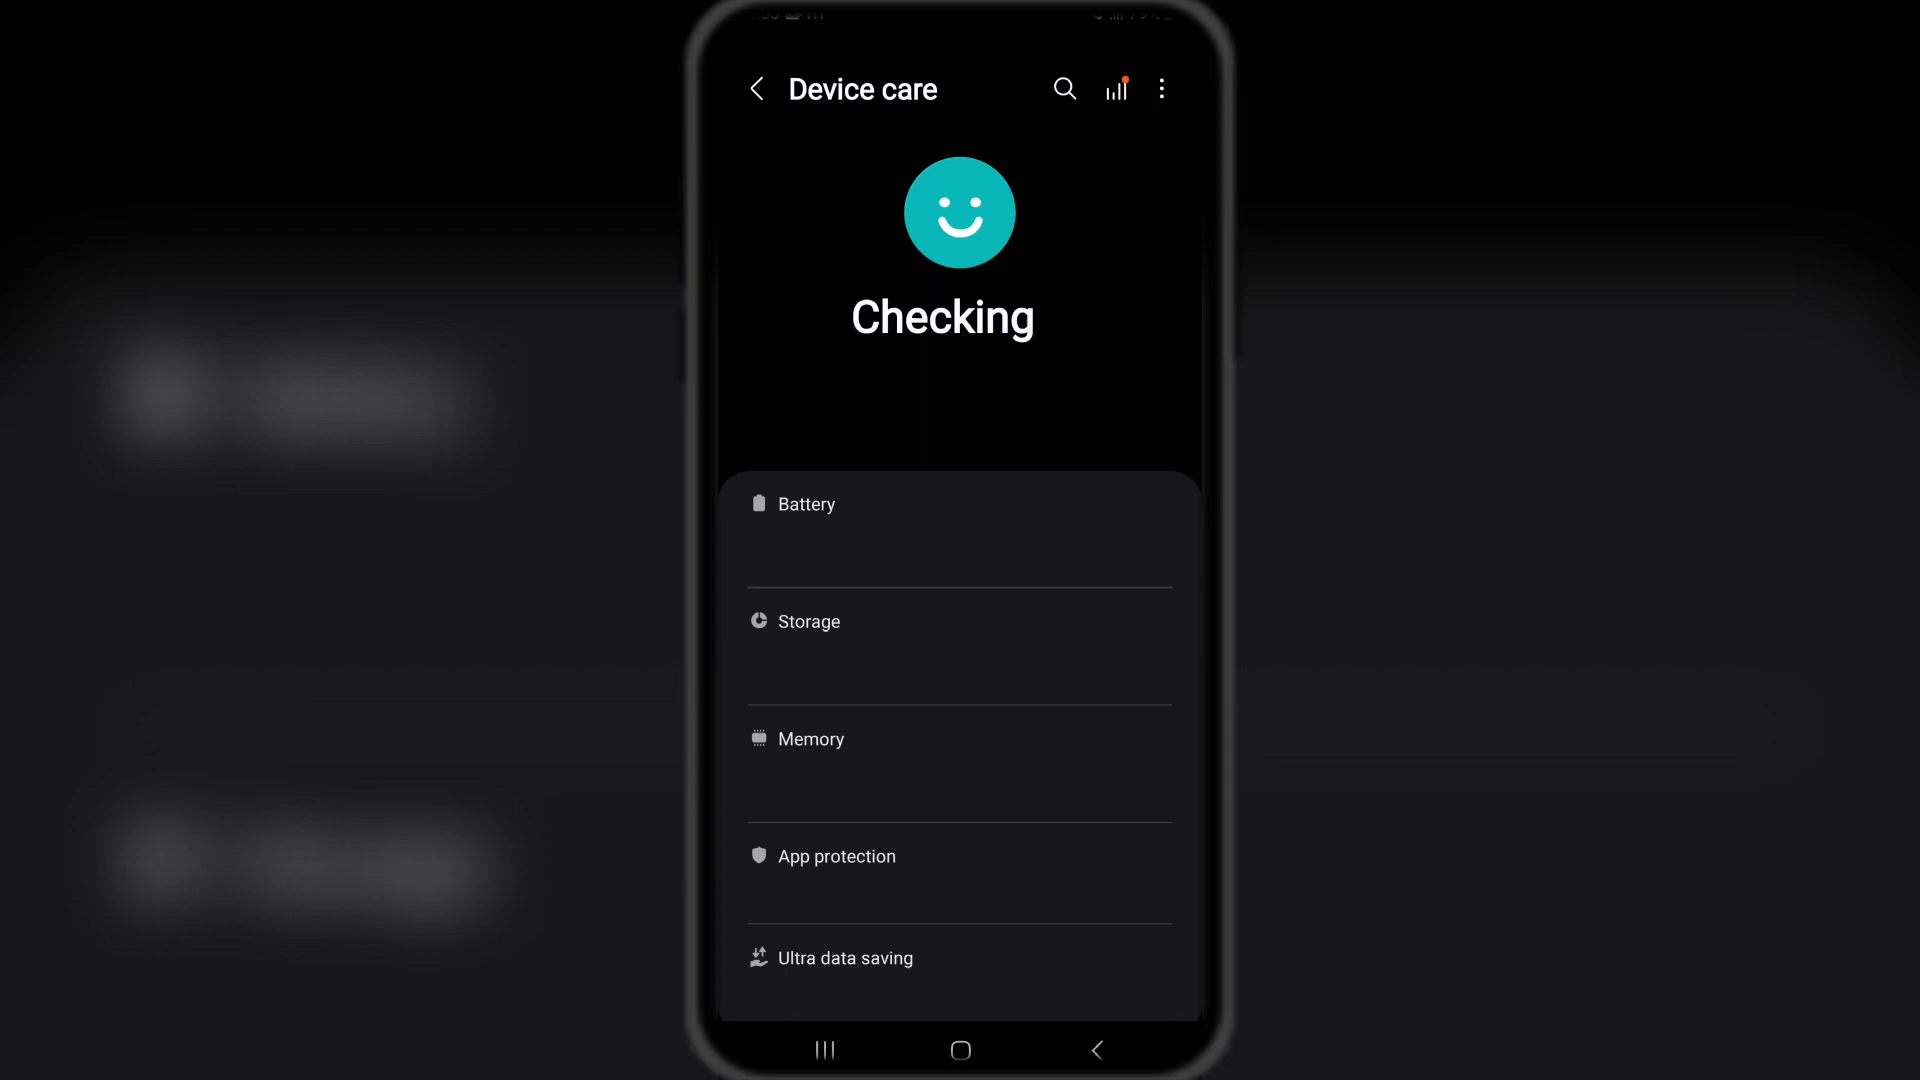 Device care
Checking
Battery
Storage
Memory
App protection
Ultra data saving